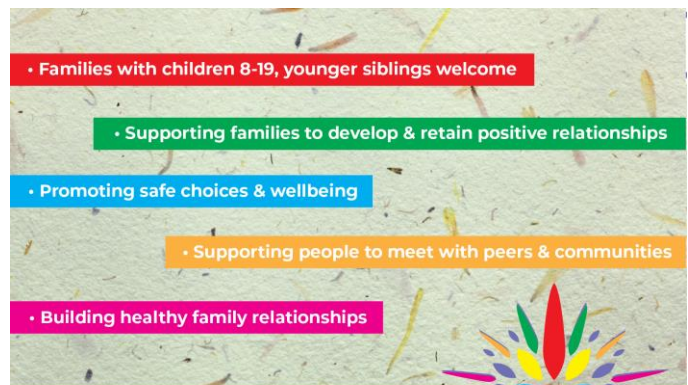 • Families with children 8-19, younger siblings welcome
• Supporting families to develop & retain positive relationships
• Promoting safe choices & wellbeing
• Supporting people to meet with peers & communities
• Building healthy family relationships